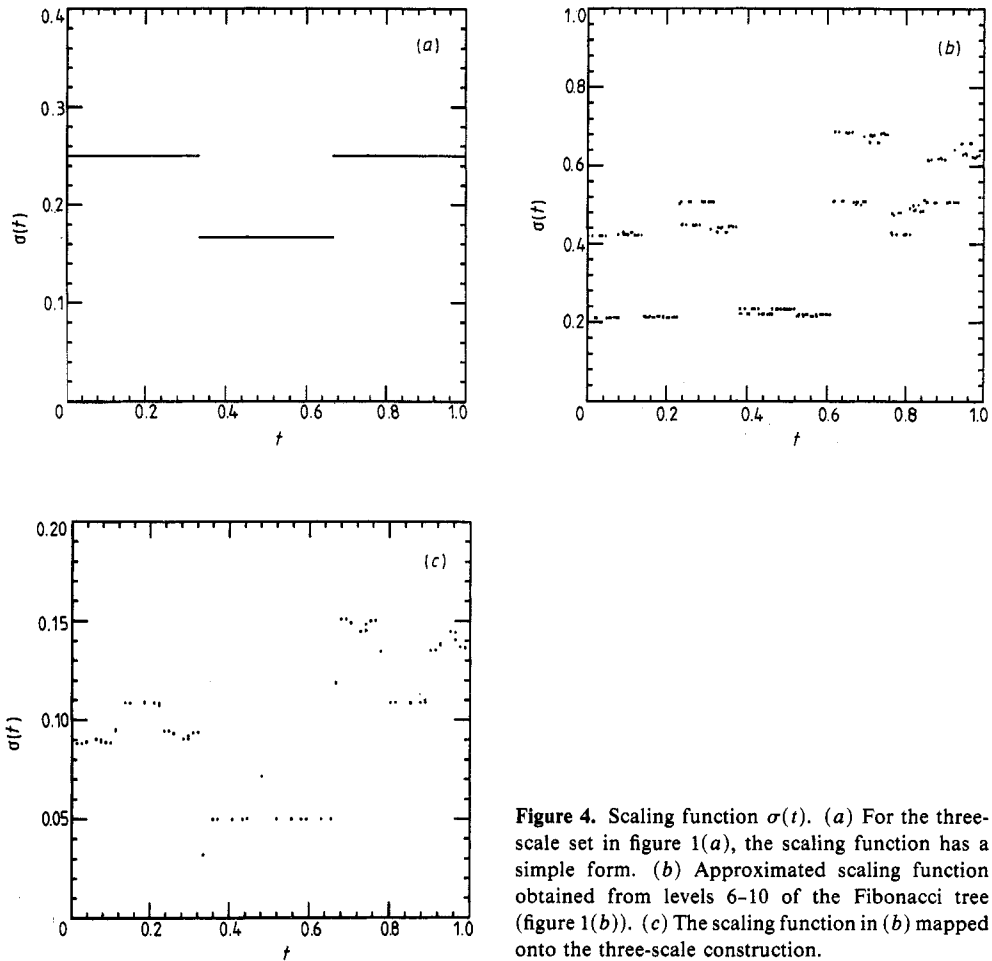 0.4
0.3
0.2
0.1
0
0.2
0.4
0.6
0.8
1.0
σ(t)
t
(a)
1.0
0.8
0.6
0.4
0.2
0
0.2
0.4
0.6
0.8
1.0
σ(t)
t
(b)
0.20
0.15
0.10
0.05
0
0
0.2
0.4
0.6
0.8
1.0
σ(t)
t
(c)
Figure 4. Scaling function σ(t). (a) For the three-
scale set in figure 1(a), the scaling function has a
simple form. (b) Approximated scaling function
obtained from levels 6–10 of the Fibonacci tree
(figure 1(b)). (c) The scaling function in (b) mapped
onto the three-scale construction.